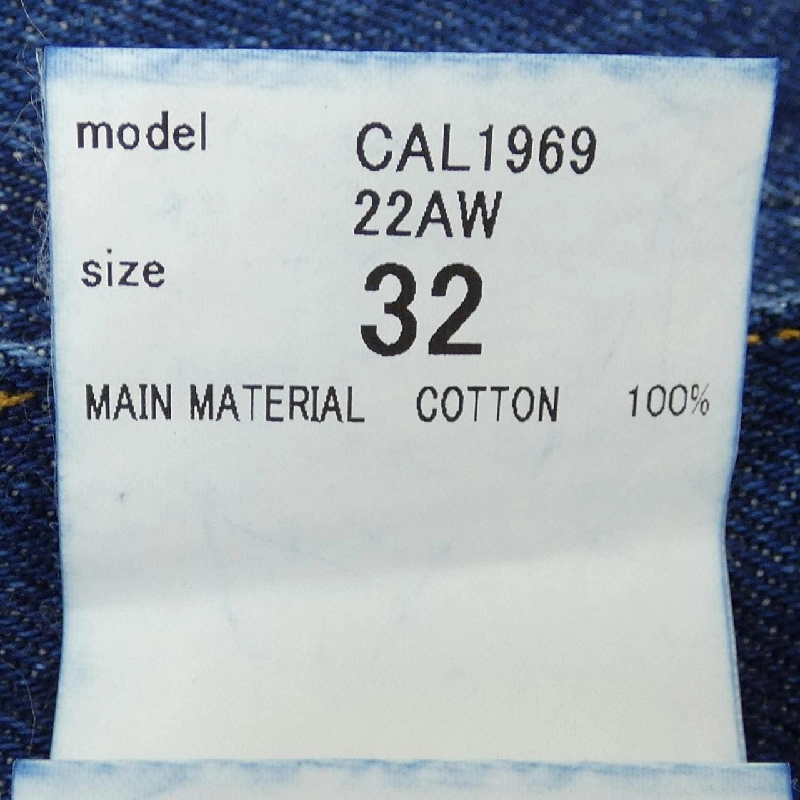 model CAL1969
22AW
size 32
MAIN MATERIAL COTTON 100%